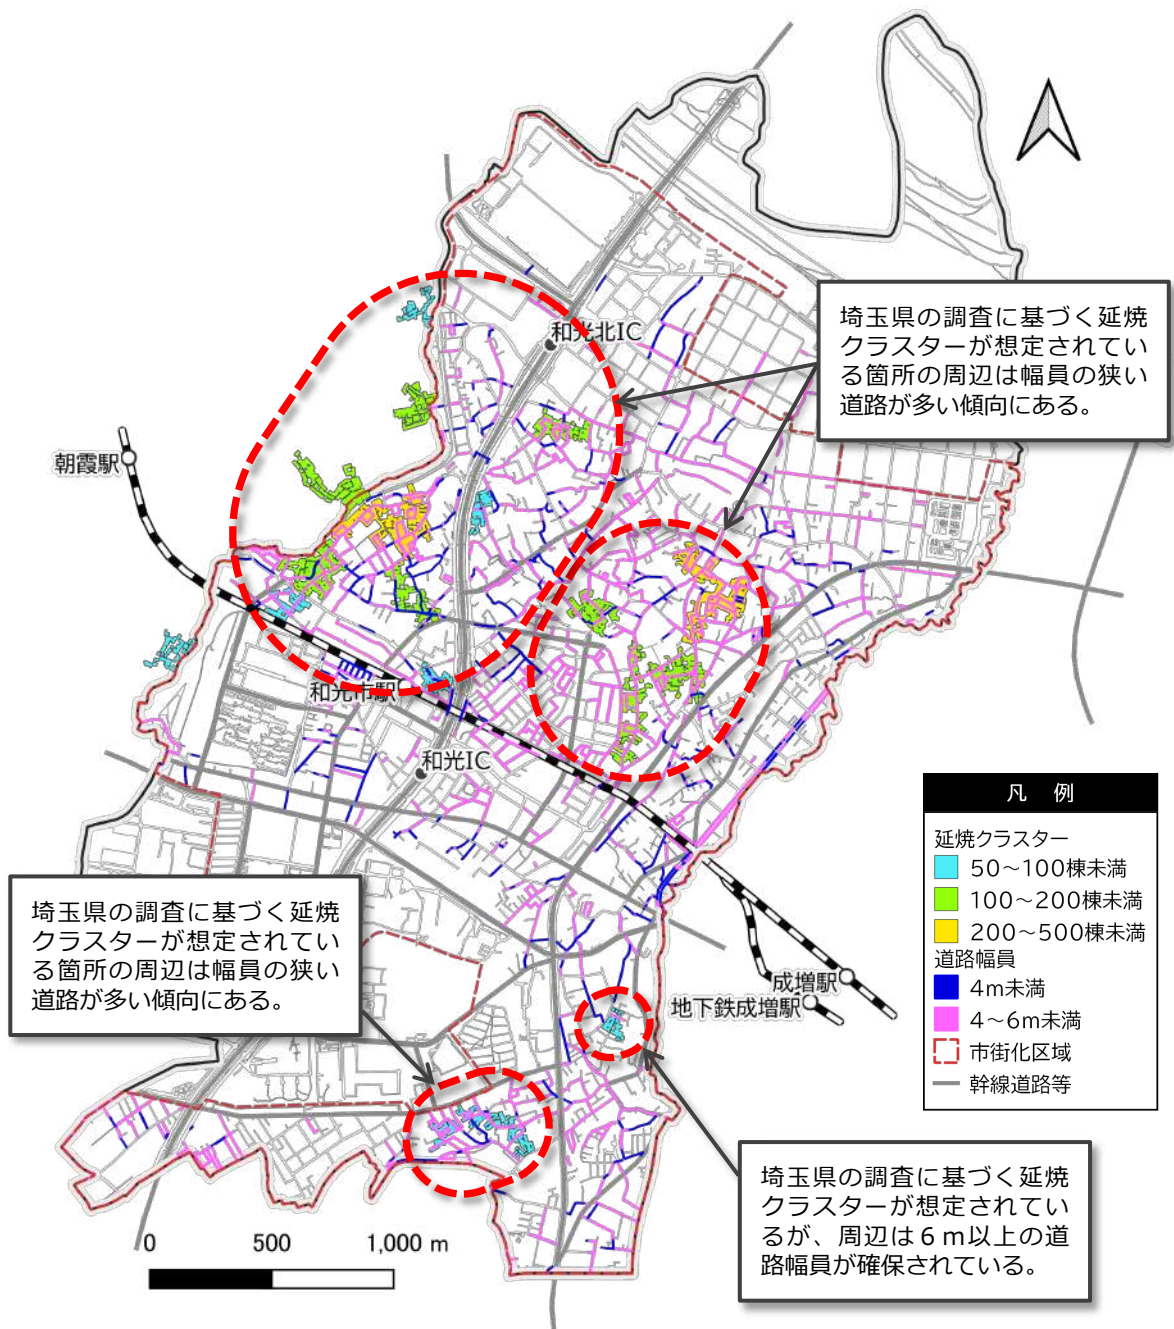 和光北IC
埼玉県の調査に基づく延焼
クラスターが想定されてい
る箇所の周辺は幅員の狭い
道路が多い傾向にある。
朝霞駅
和光市駅
和光IC
凡 例
延焼クラスター
50～100棟未満
100～200棟未満
200～500棟未満
道路幅員
4m未満
4～6m未満
市街化区域
幹線道路等
埼玉県の調査に基づく延焼
クラスターが想定されてい
る箇所の周辺は幅員の狭い
道路が多い傾向にある。
成増駅
地下鉄成増駅
埼玉県の調査に基づく延焼
クラスターが想定されてい
るが、周辺は６ｍ以上の道
路幅員が確保されている。
0 500 1,000 m